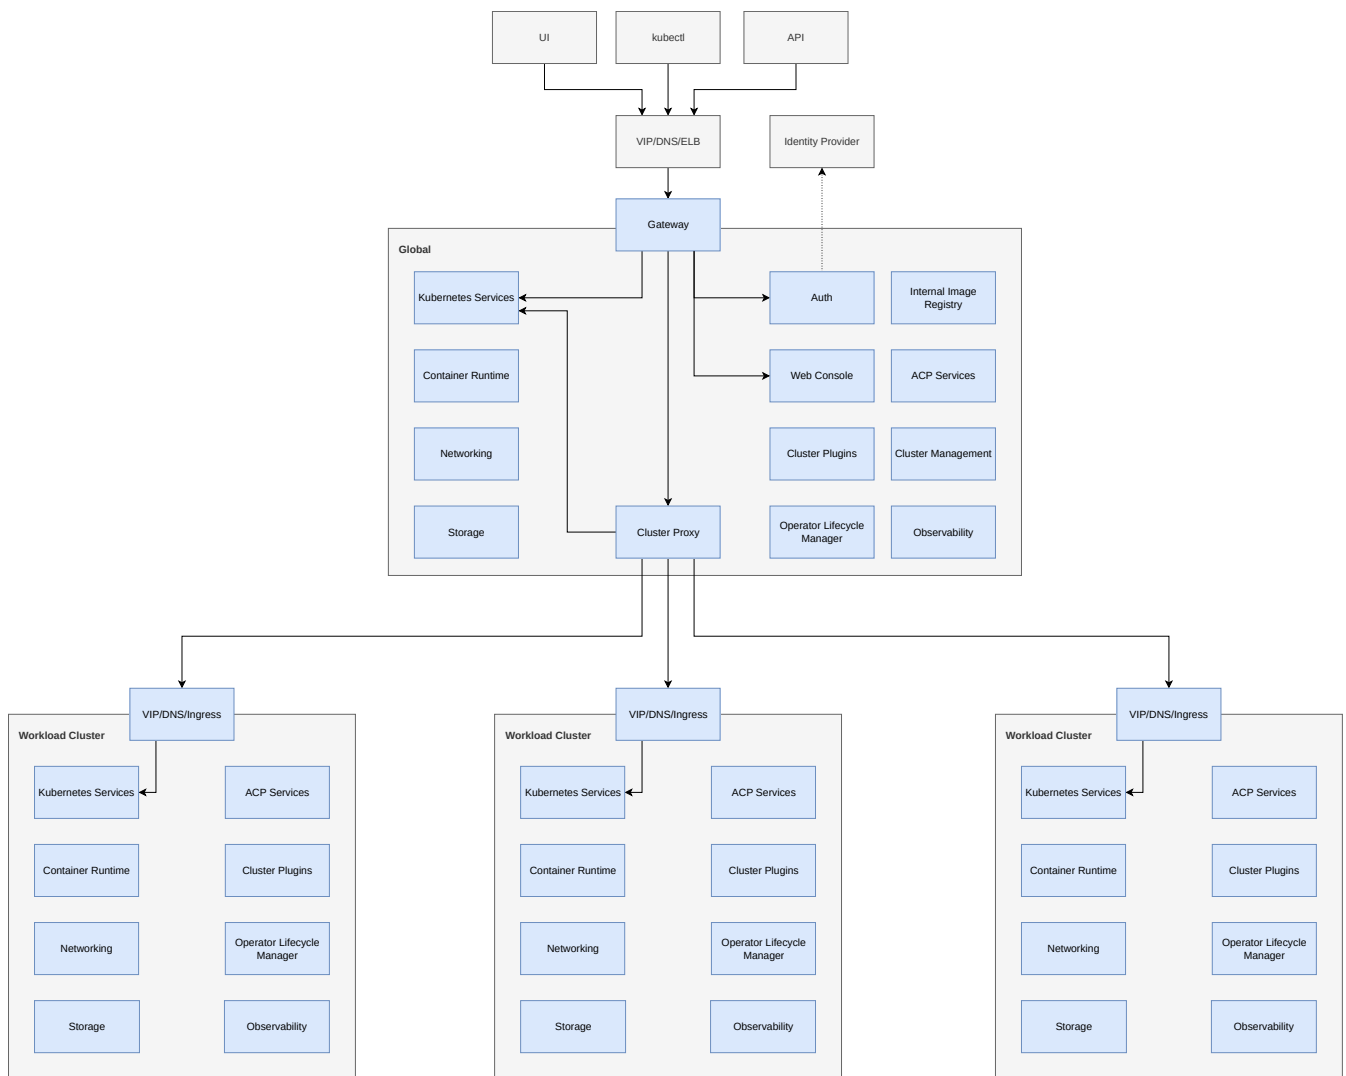 UI
kubectl
API
VIP/DNS/ELB
Identity Provider
Gateway
Global
Kubernetes Services
Auth
Internal Image
Registry
Container Runtime
Web Console
ACP Services
Networking
Cluster Plugins
Cluster Management
Storage
Cluster Proxy
Operator Lifecycle
Manager
Observability
VIP/DNS/Ingress
Workload Cluster
Kubernetes Services
ACP Services
Container Runtime
Cluster Plugins
Networking
Operator Lifecycle
Manager
Storage
Observability
VIP/DNS/Ingress
Workload Cluster
Kubernetes Services
ACP Services
Container Runtime
Cluster Plugins
Networking
Operator Lifecycle
Manager
Storage
Observability
VIP/DNS/Ingress
Workload Cluster
Kubernetes Services
ACP Services
Container Runtime
Cluster Plugins
Networking
Operator Lifecycle
Manager
Storage
Observability